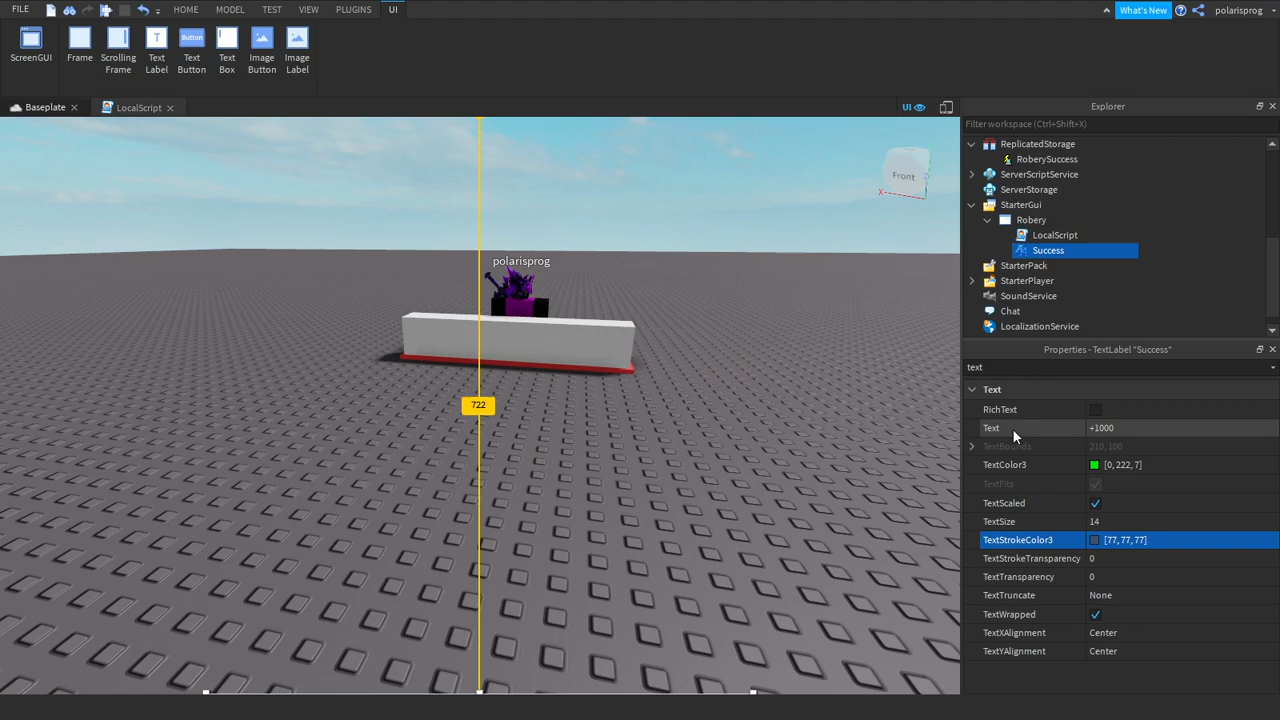 FILE HOME MODEL TEST VIEW PLUGINS UI What's New polarisprog
ScreenGUI Frame Scrolling Frame Text Label Button Text Button Text Box Image Button Image Label
Baseplate LocalScript UI Explorer
Filter workspace (Ctrl+Shift+X)
ReplicatedStorage
RoberySuccess
ServerScriptService
ServerStorage
StarterGui
Robery
LocalScript
Success
StarterPack
StarterPlayer
SoundService
Chat
LocalizationService
Front
X
polarisprog
722
Properties - TextLabel "Success"
text
Text
RichText
Text +1000
TextBounds 210, 100
TextColor3 [0, 222, 7]
TextFits
TextScaled
TextSize 14
TextStrokeColor3 [77, 77, 77]
TextStrokeTransparency 0
TextTransparency 0
TextTruncate None
TextWrapped
TextXAlignment Center
TextYAlignment Center